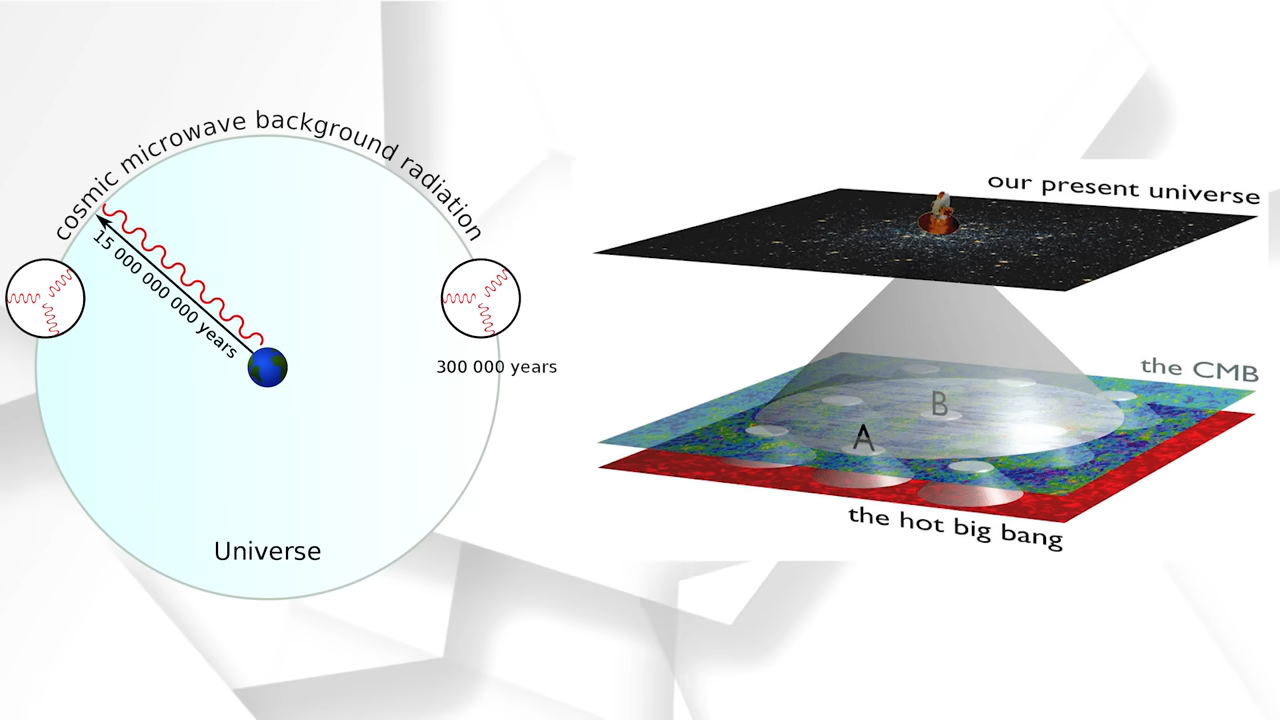 cosmic microwave background radiation
15 000 000 000 years
300 000 years
Universe
our present universe
the CMB
B
A
the hot big bang